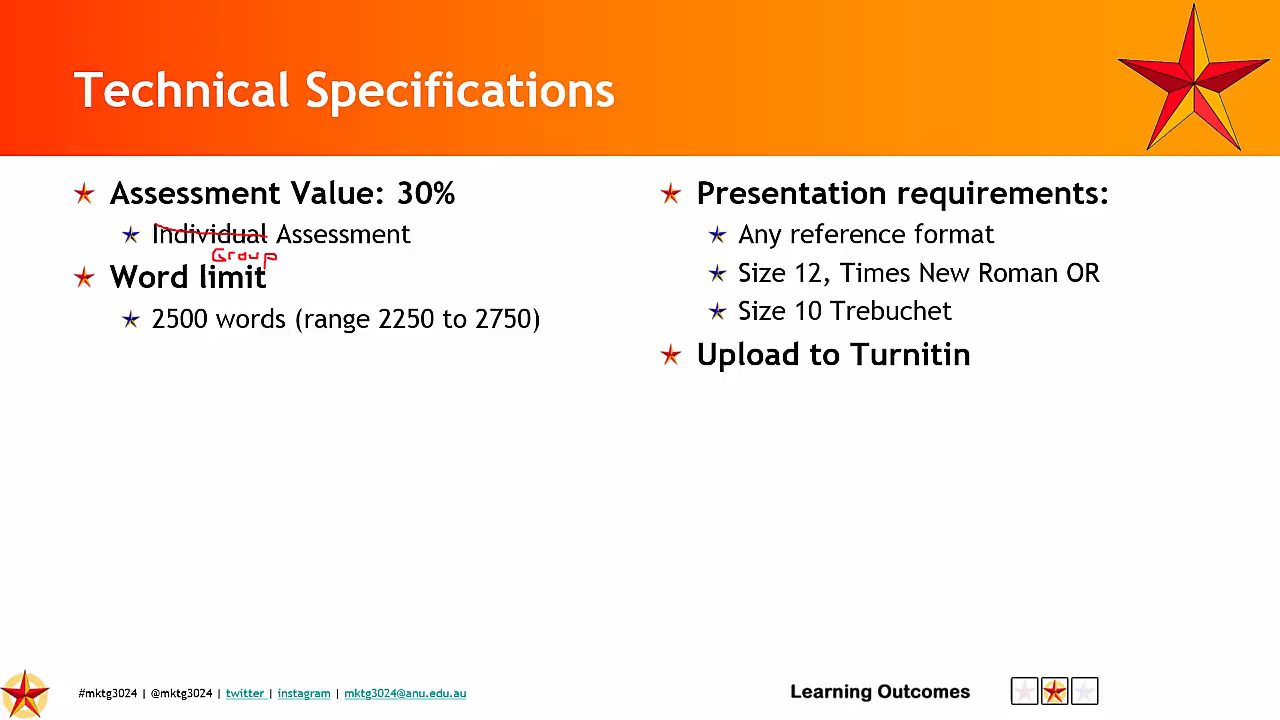 Technical Specifications
Assessment Value: 30%
Individual Assessment
Group
Word limit
2500 words (range 2250 to 2750)
Presentation requirements:
Any reference format
Size 12, Times New Roman OR
Size 10 Trebuchet
Upload to Turnitin
#mktg3024 | @mktg3024 | twitter | instagram | mktg3024@anu.edu.au
Learning Outcomes